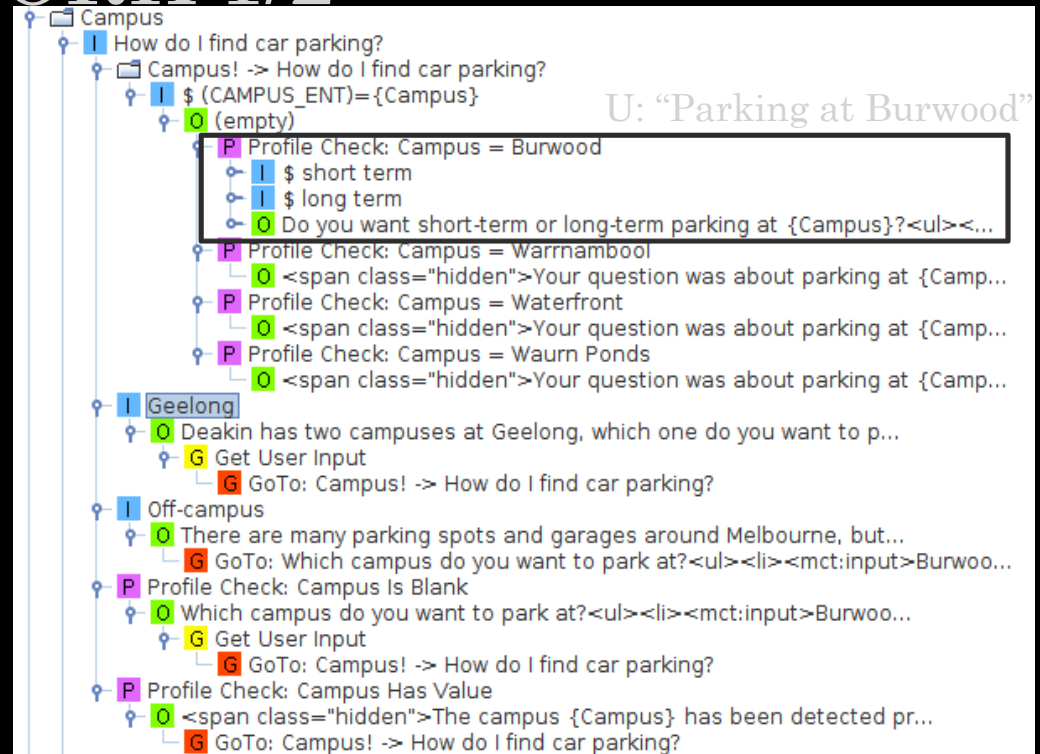 Campus
I How do I find car parking?
Campus! -> How do I find car parking?
I $ (CAMPUS_ENT)={Campus}
U: “Parking at Burwood”
O (empty)
P Profile Check: Campus = Burwood
I $ short term
I $ long term
O Do you want short-term or long-term parking at {Campus}?<ul><...
P Profile Check: Campus = Warrnambool
O <span class="hidden">Your question was about parking at {Camp...
P Profile Check: Campus = Waterfront
O <span class="hidden">Your question was about parking at {Camp...
P Profile Check: Campus = Waurn Ponds
O <span class="hidden">Your question was about parking at {Camp...
I Geelong
O Deakin has two campuses at Geelong, which one do you want to p...
G Get User Input
G GoTo: Campus! -> How do I find car parking?
I Off-campus
O There are many parking spots and garages around Melbourne, but...
G GoTo: Which campus do you want to park at?<ul><li><mct:input>Burwoo...
P Profile Check: Campus Is Blank
O Which campus do you want to park at?<ul><li><mct:input>Burwoo...
G Get User Input
G GoTo: Campus! -> How do I find car parking?
P Profile Check: Campus Has Value
O <span class="hidden">The campus {Campus} has been detected pr...
G GoTo: Campus! -> How do I find car parking?